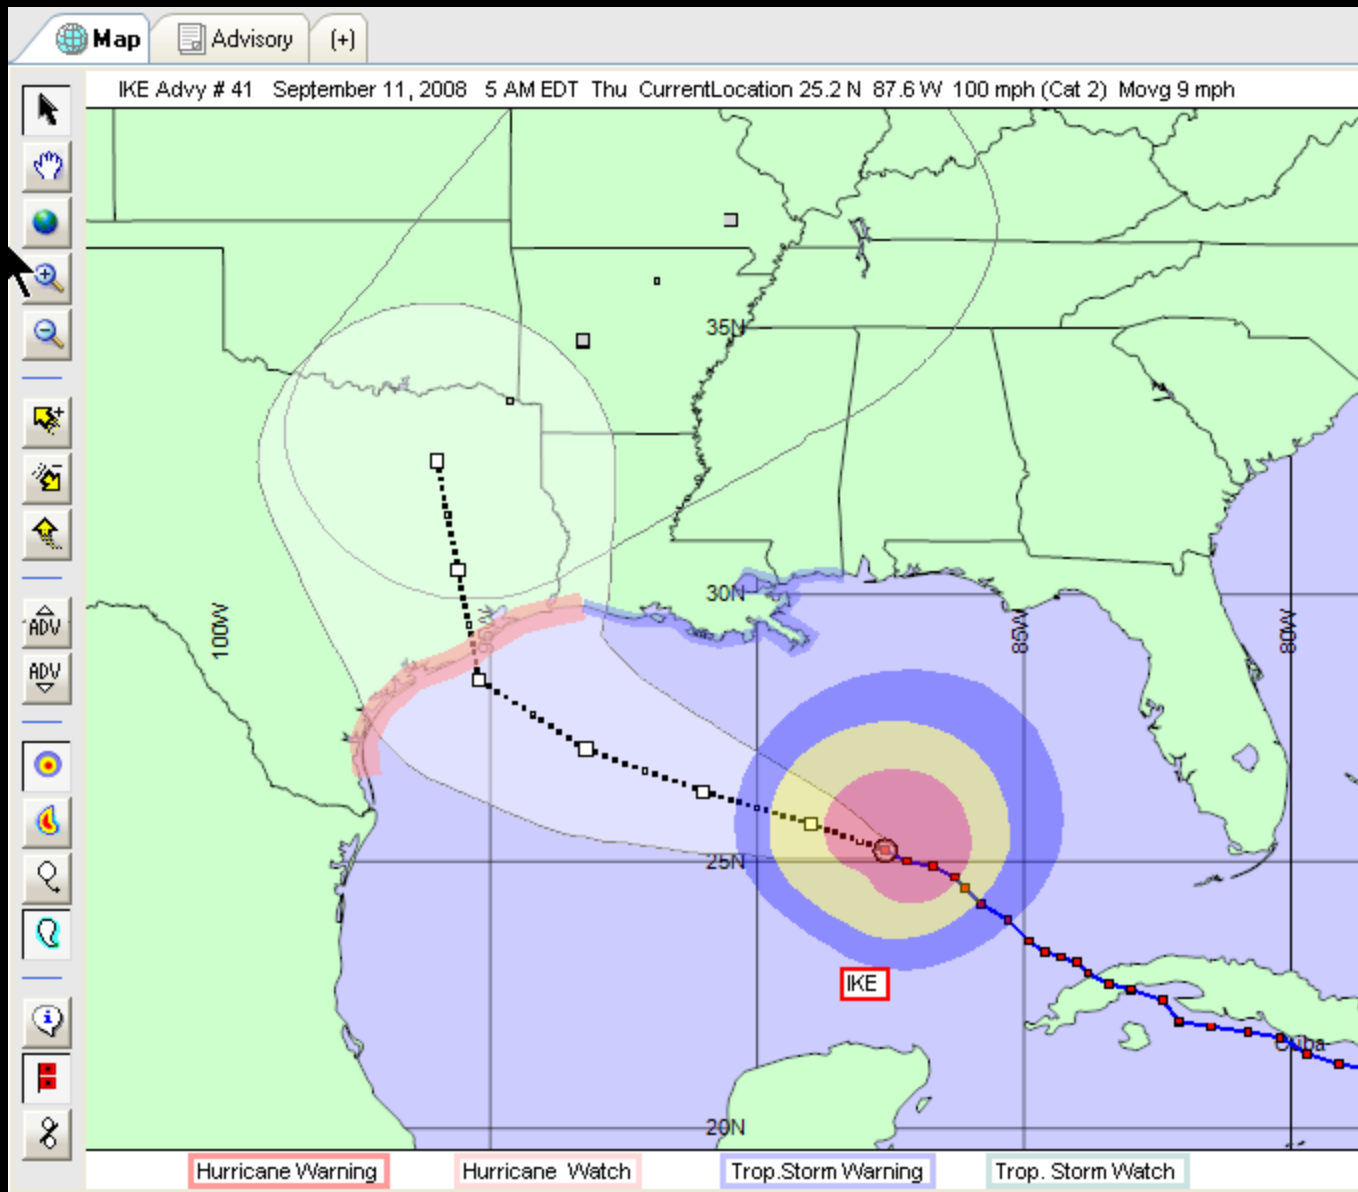 Map
Advisory
(+)
IKE Advy # 41 September 11, 2008 5 AM EDT Thu CurrentLocation 25.2 N 87.6 W 100 mph (Cat 2) Movg 9 mph
35N
30N
100W
95W
85W
80W
ADV
ADV
25N
IKE
Cuba
20N
Hurricane Warning
Hurricane Watch
Trop.Storm Warning
Trop. Storm Watch